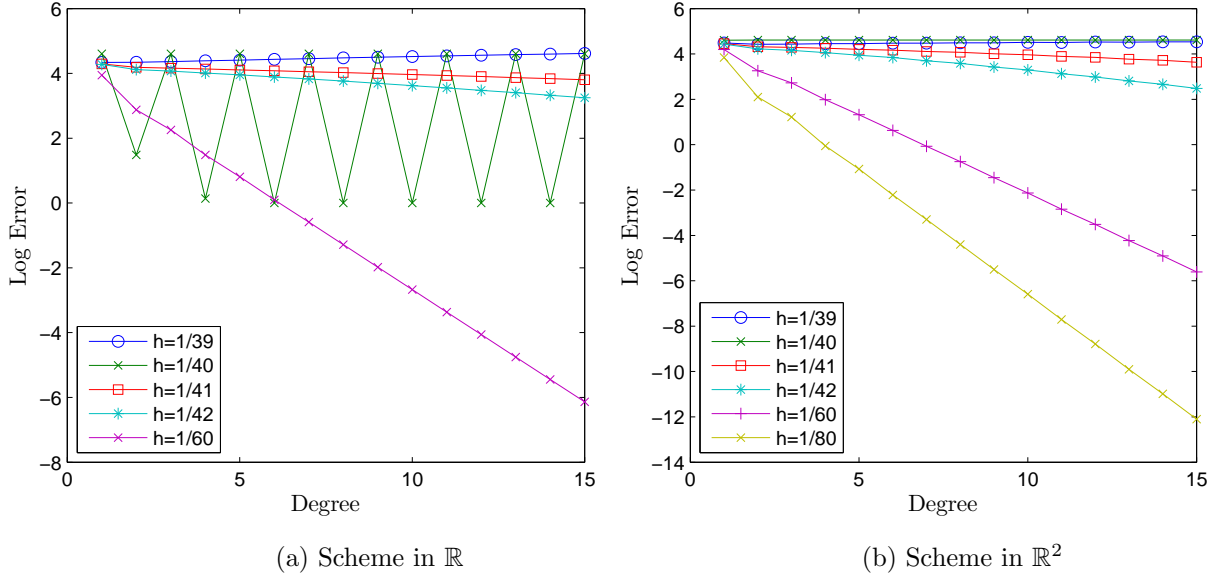 6
4
2
0
−2
−4
−6
−8
Log Error
0
5
10
15
Degree
h=1/39
h=1/40
h=1/41
h=1/42
h=1/60
(a) Scheme in ℝ
6
4
2
0
−2
−4
−6
−8
−10
−12
−14
Log Error
0
5
10
15
Degree
h=1/39
h=1/40
h=1/41
h=1/42
h=1/60
h=1/80
(b) Scheme in ℝ²